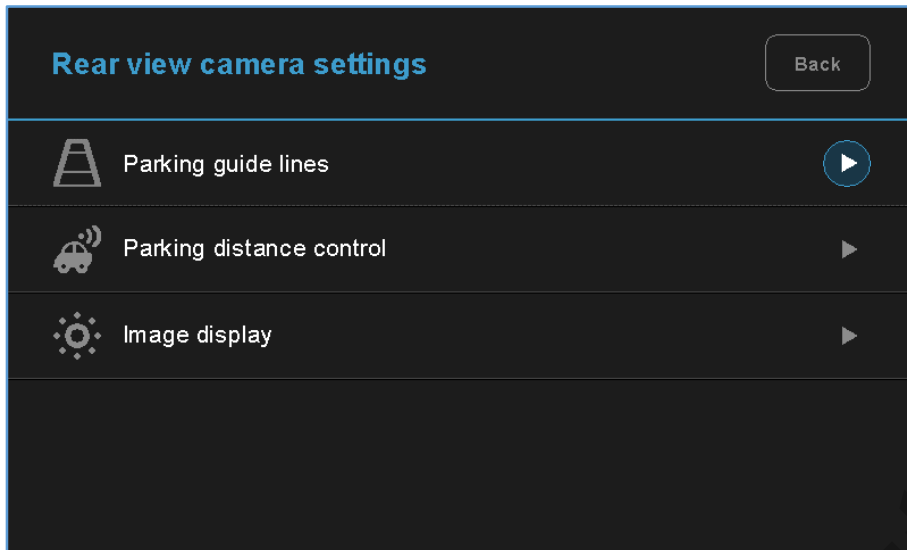 Rear view camera settings
Back
Parking guide lines
Parking distance control
Image display